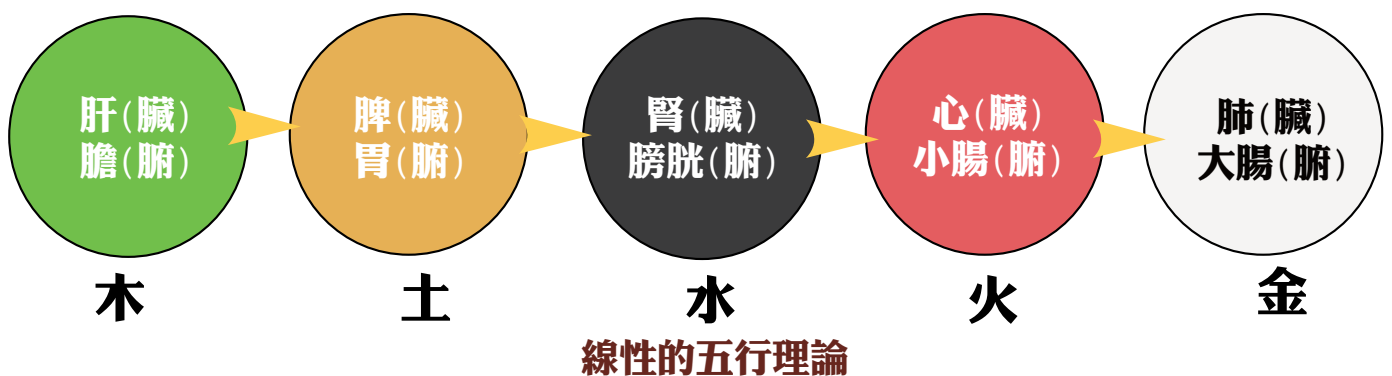 肝(臟)
膽(腑)
脾(臟)
胃(腑)
腎(臟)
膀胱(腑)
心(臟)
小腸(腑)
肺(臟)
大腸(腑)
木
土
水
火
金
線性的五行理論